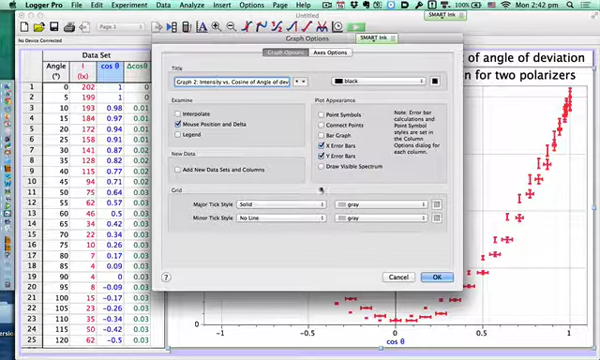 Logger Pro File Edit Experiment Data Analyze Insert Options Page 100% Mon 2:42 pm
SMART Ink
Untitled
Page 1
No Device Connected
Graph Options
SMART Ink
Graph Options Axes Options
of angle of deviation
n for two polarizers
Title
Graph 2: Intensity vs. Cosine of Angle of dev
black
Examine
Interpolate
Mouse Position and Delta
Legend
New Data
Add New Data Sets and Columns
Plot Appearance
Point Symbols
Connect Points
Bar Graph
X Error Bars
Y Error Bars
Draw Visible Spectrum
Note: Error bar
calculations and
Point Symbol
styles are set in
the Column
Options dialog for
each column.
Grid
Major Tick Style: Solid gray
Minor Tick Style: No Line gray
? Cancel OK
Data Set
Angle I cos θ Δcosθ
(°) (lx)
1 0 202 1 0
2 5 199 1 0
3 10 193 0.98 0.01
4 15 184 0.97 0.01
5 20 172 0.94 0.01
6 25 158 0.91 0.01
7 30 141 0.87 0.02
8 35 128 0.82 0.02
9 40 111 0.77 0.02
10 45 94 0.71 0.02
11 50 75 0.64 0.03
12 55 62 0.57 0.03
13 60 46 0.5 0.03
14 65 34 0.42 0.03
15 70 22 0.34 0.03
16 75 10 0.26 0.03
17 80 7 0.17 0.03
18 85 4 0.09 0.03
19 90 4 0 0.03
20 95 8 -0.09 0.03
21 100 15 -0.17 0.03
22 105 24 -0.26 0.03
23 110 34 -0.34 0.03
24 115 50 -0.42 0.03
25 120 62 -0.5 0.03
0
-0.5 0.0 0.5 1.0
cos θ